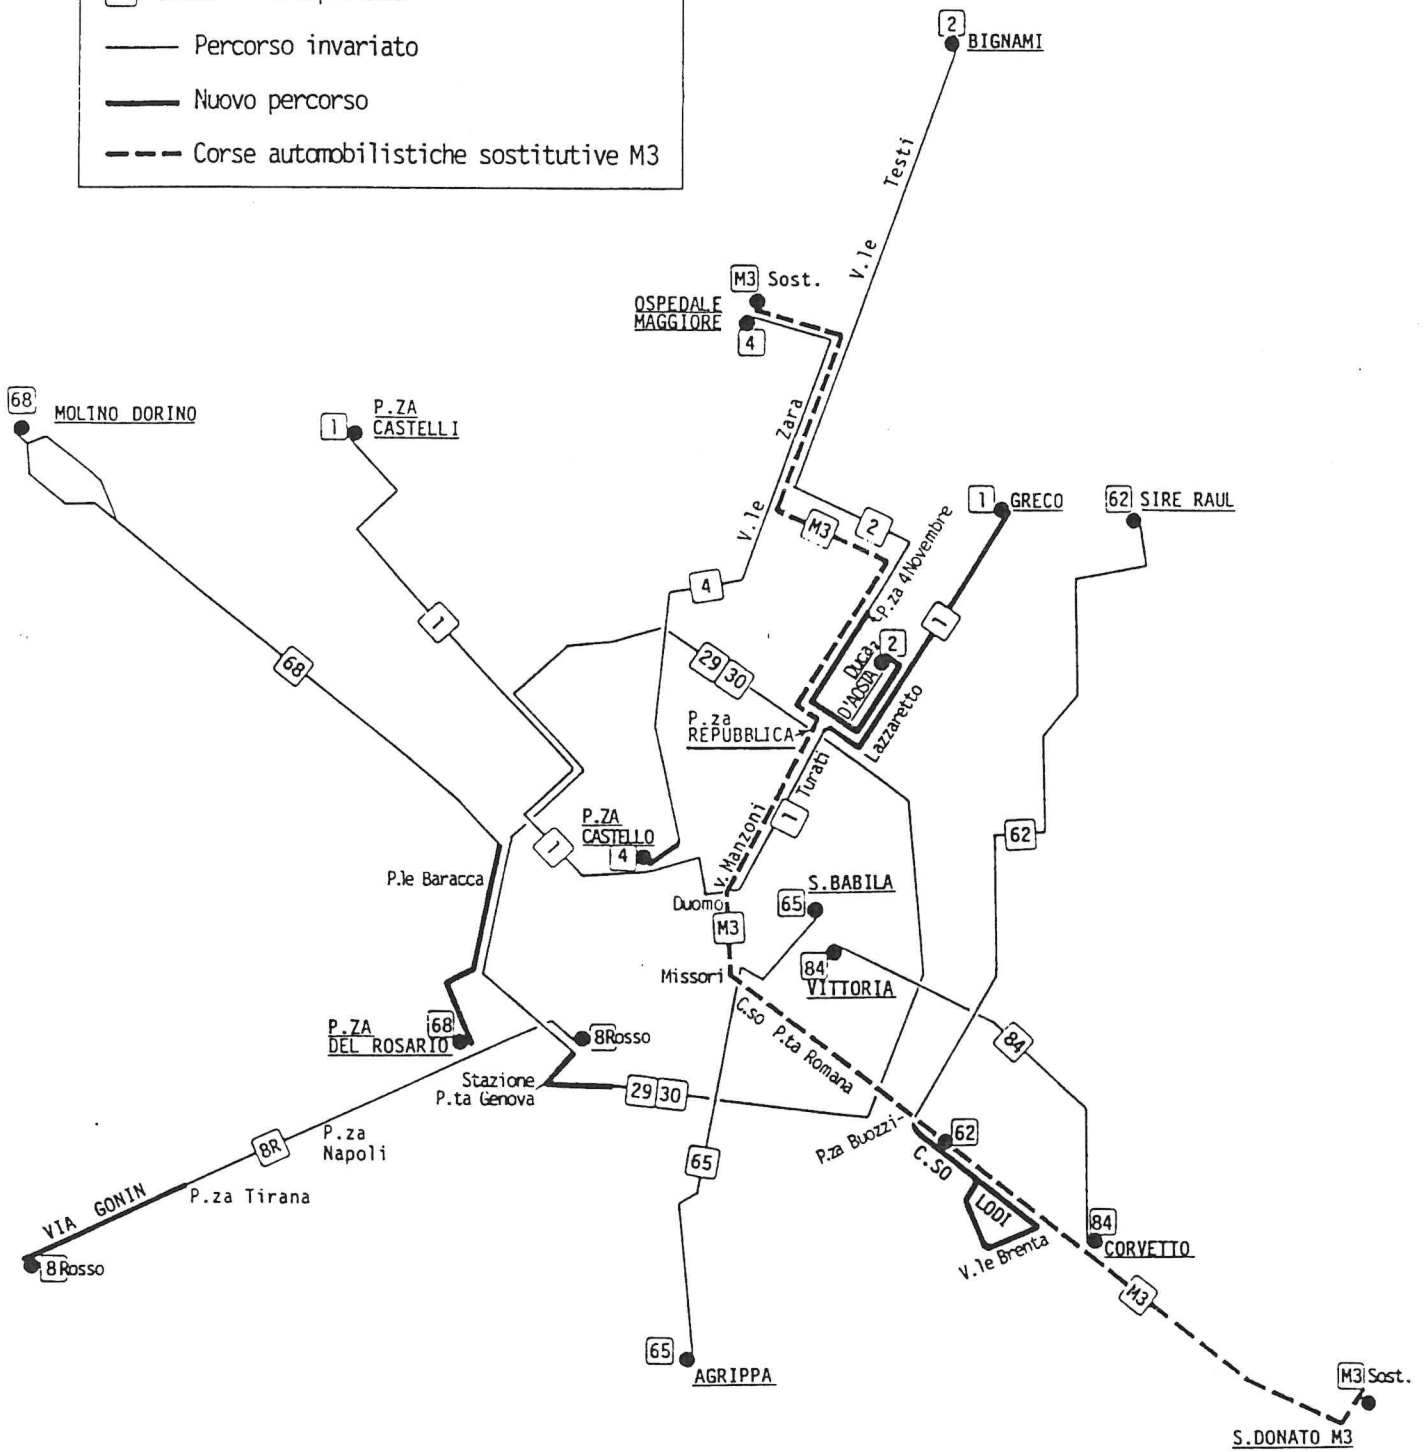 Percorso invariato
Nuovo percorso
Corse automobilistiche sostitutive M3
2
BIGNAMI
V.le Testi
M3 Sost.
OSPEDALE
MAGGIORE
4
68
MOLINO DORINO
1
P.ZA
CASTELLI
V.le Zara
1
GRECO
62
SIRE RAUL
M3
2
P.za 4Novembre
4
1
1
68
29 30
2
Duca
D'AOSTA
P.za
REPUBBLICA
Lazzaretto
Turati
1
V. Manzoni
62
P.ZA
CASTELLO
4
1
P.le Baracca
Duomo
S.BABILA
65
M3
Missori
84
VITTORIA
C.so P.ta Romana
84
P.ZA
DEL ROSARIO
68
8Rosso
Stazione
P.ta Genova
29 30
P.za Buozzi
62
C.SO
LODI
V.le Brenta
8R
P.za
Napoli
65
VIA GONIN
P.za Tirana
8Rosso
84
CORVETTO
M3
65
AGRIPPA
M3 Sost.
S.DONATO M3